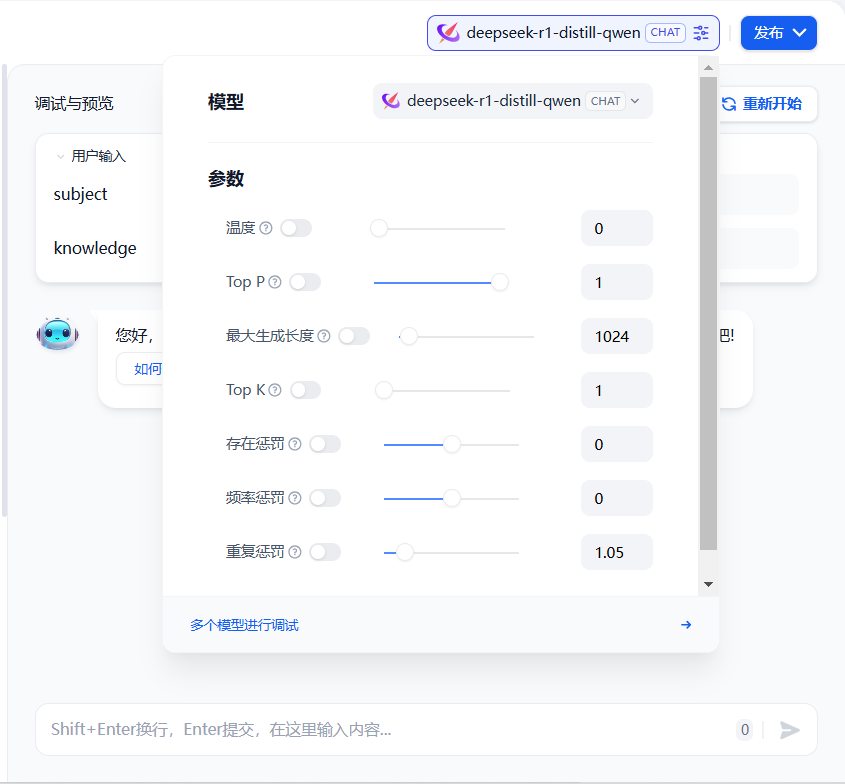 deepseek-r1-distill-qwen CHAT
发布
调试与预览
模型
deepseek-r1-distill-qwen CHAT
重新开始
用户输入
参数
subject
温度
0
knowledge
Top P
1
您好，
吧!
最大生成长度
1024
如何
Top K
1
存在惩罚
0
频率惩罚
0
重复惩罚
1.05
多个模型进行调试
Shift+Enter换行，Enter提交，在这里输入内容...
0